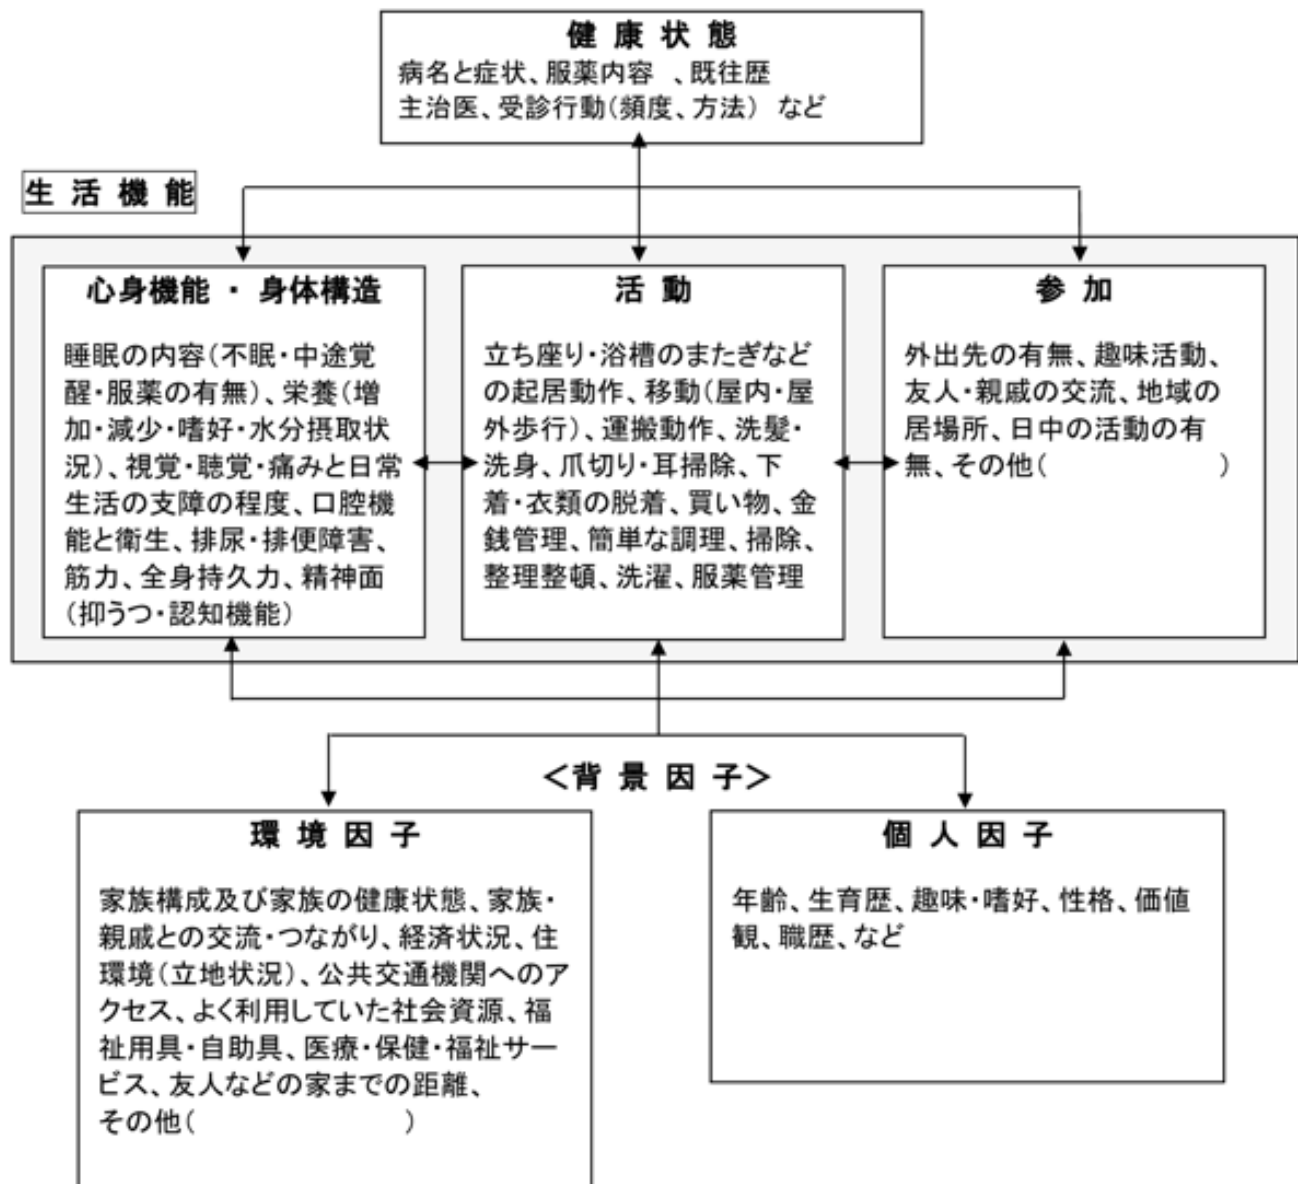 健 康 状 態
病名と症状、服薬内容 、既往歴
主治医、受診行動（頻度、方法） など
生 活 機 能
心身機能 ・ 身体構造
睡眠の内容（不眠・中途覚
醒・服薬の有無）、栄養（増
加・減少・嗜好・水分摂取状
況）、視覚・聴覚・痛みと日常
生活の支障の程度、口腔機
能と衛生、排尿・排便障害、
筋力、全身持久力、精神面
（抑うつ・認知機能）
活 動
立ち座り・浴槽のまたぎなど
の起居動作、移動（屋内・屋
外歩行）、運搬動作、洗髪・
洗身、爪切り・耳掃除、下
着・衣類の脱着、買い物、金
銭管理、簡単な調理、掃除、
整理整頓、洗濯、服薬管理
参 加
外出先の有無、趣味活動、
友人・親戚の交流、地域の
居場所、日中の活動の有
無、その他（　　　　　　　）
＜背 景 因 子＞
環 境 因 子
家族構成及び家族の健康状態、家族・
親戚との交流・つながり、経済状況、住
環境（立地状況）、公共交通機関へのア
クセス、よく利用していた社会資源、福
祉用具・自助具、医療・保健・福祉サー
ビス、友人などの家までの距離、
その他（　　　　　　　　　）
個 人 因 子
年齢、生育歴、趣味・嗜好、性格、価値
観、職歴、など